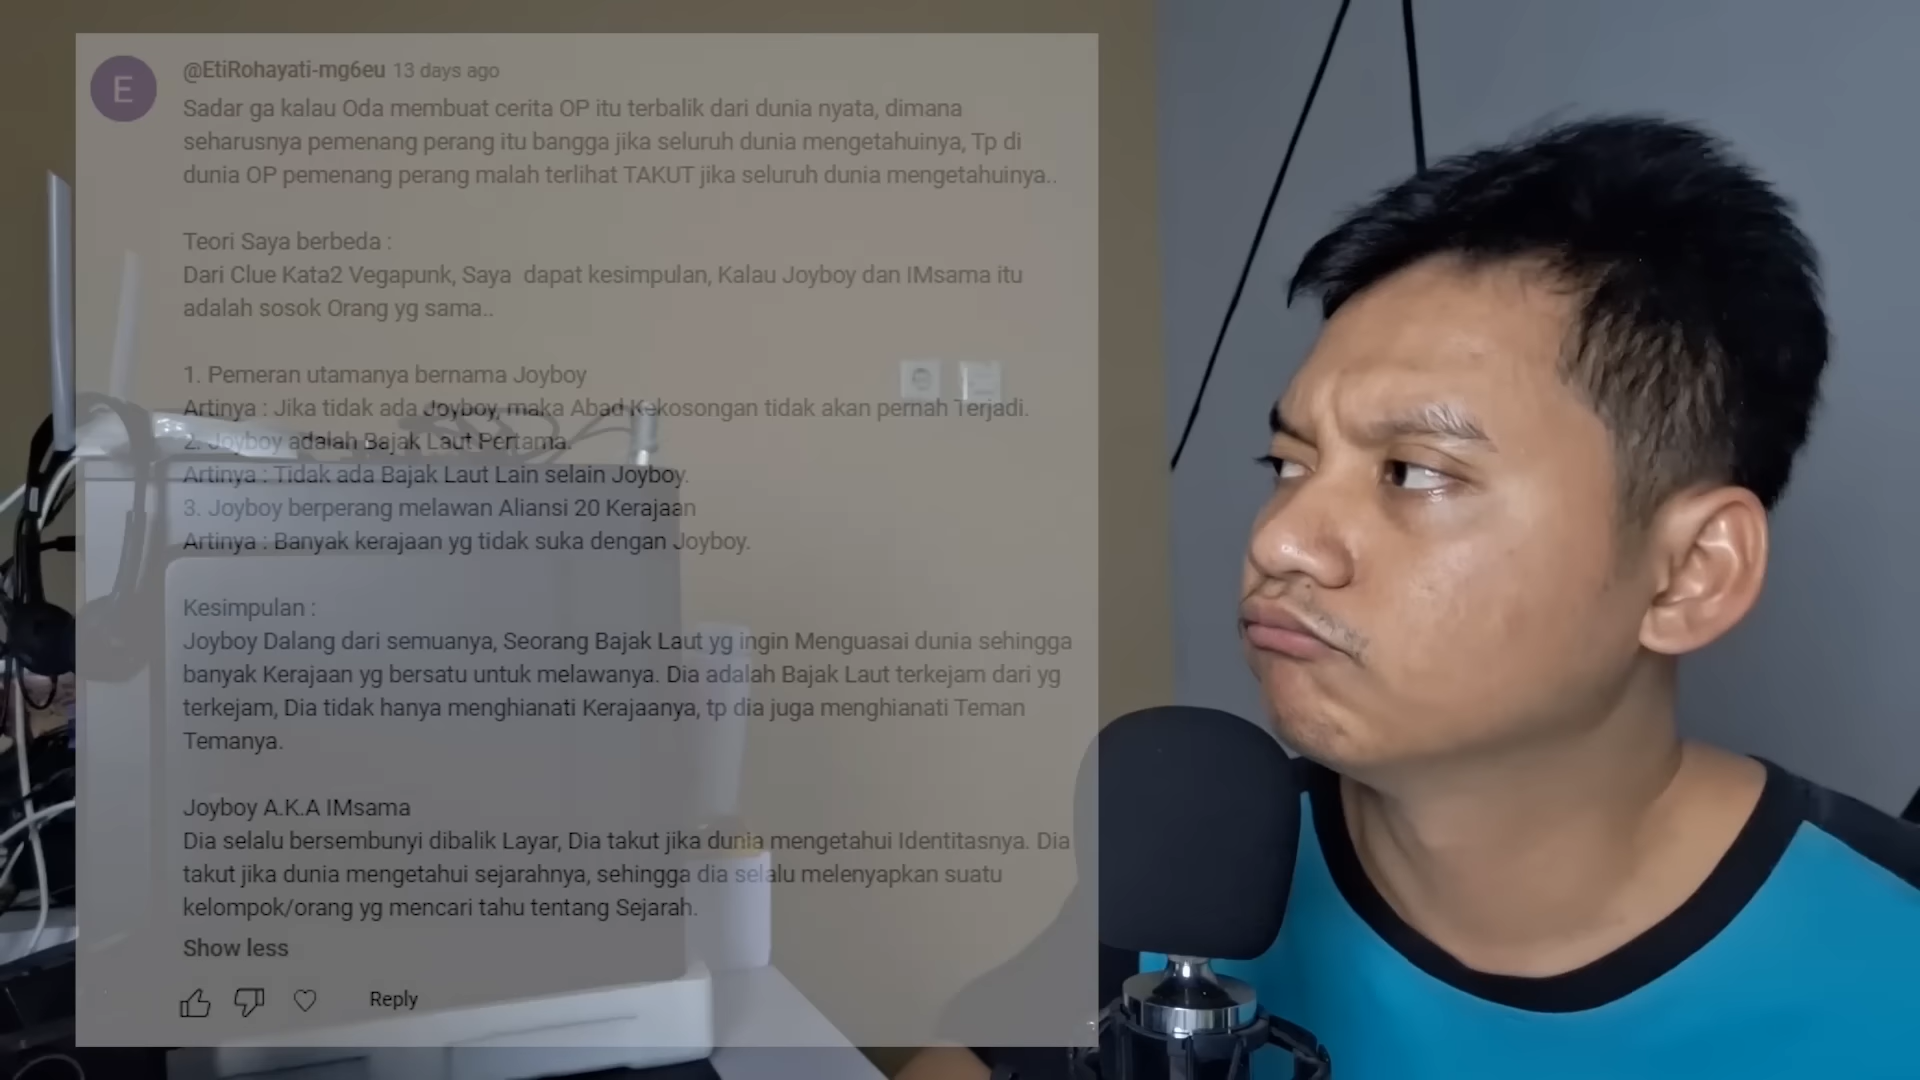 E
@EtiRohayati-mg6eu 13 days ago
Sadar ga kalau Oda membuat cerita OP itu terbalik dari dunia nyata, dimana
seharusnya pemenang perang itu bangga jika seluruh dunia mengetahuinya, Tp di
dunia OP pemenang perang malah terlihat TAKUT jika seluruh dunia mengetahuinya..
Teori Saya berbeda :
Dari Clue Kata2 Vegapunk, Saya dapat kesimpulan, Kalau Joyboy dan IMsama itu
adalah sosok Orang yg sama..
1. Pemeran utamanya bernama Joyboy
Artinya : Jika tidak ada Joyboy, maka Abad Kekosongan tidak akan pernah Terjadi.
2. Joyboy adalah Bajak Laut Pertama.
Artinya : Tidak ada Bajak Laut Lain selain Joyboy.
3. Joyboy berperang melawan Aliansi 20 Kerajaan
Artinya : Banyak kerajaan yg tidak suka dengan Joyboy.
Kesimpulan :
Joyboy Dalang dari semuanya, Seorang Bajak Laut yg ingin Menguasai dunia sehingga
banyak Kerajaan yg bersatu untuk melawanya. Dia adalah Bajak Laut terkejam dari yg
terkejam, Dia tidak hanya menghianati Kerajaanya, tp dia juga menghianati Teman
Temanya.
Joyboy A.K.A IMsama
Dia selalu bersembunyi dibalik Layar, Dia takut jika dunia mengetahui Identitasnya. Dia
takut jika dunia mengetahui sejarahnya, sehingga dia selalu melenyapkan suatu
kelompok/orang yg mencari tahu tentang Sejarah.
Show less
Reply